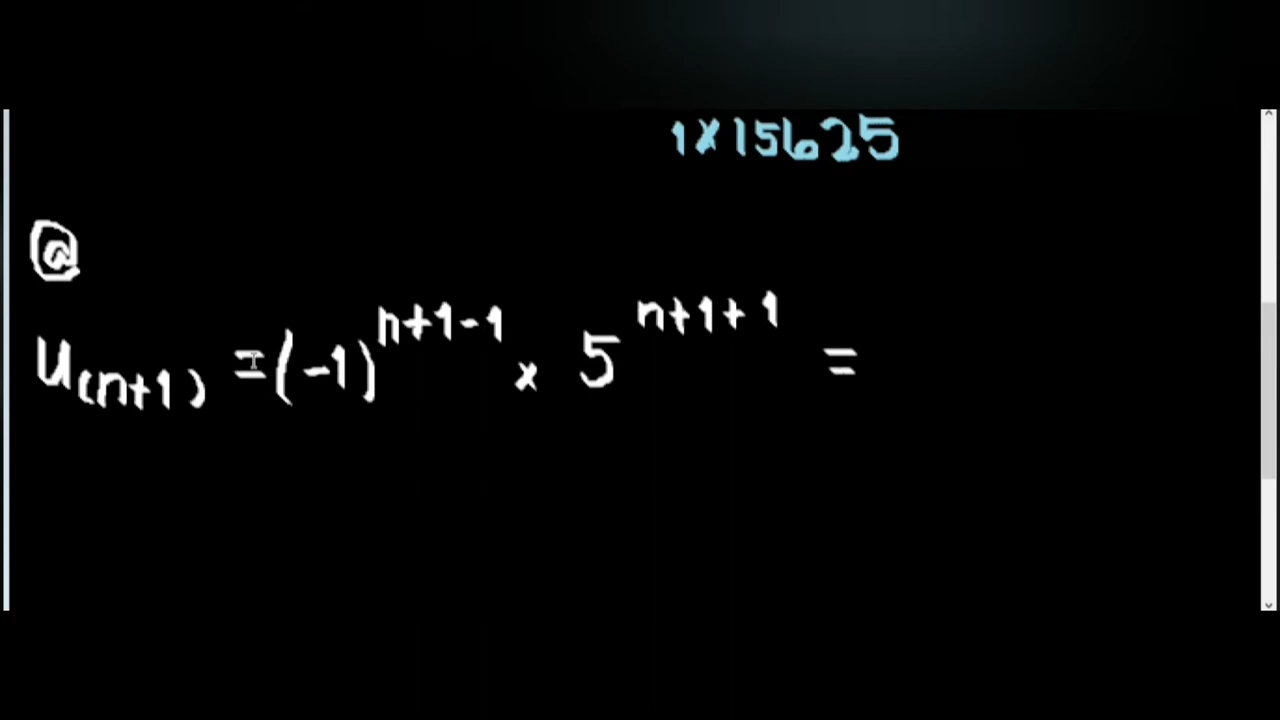 1×15625
ⓐ
U(n+1) = (-1)^n+1-1 × 5^n+1+1 =